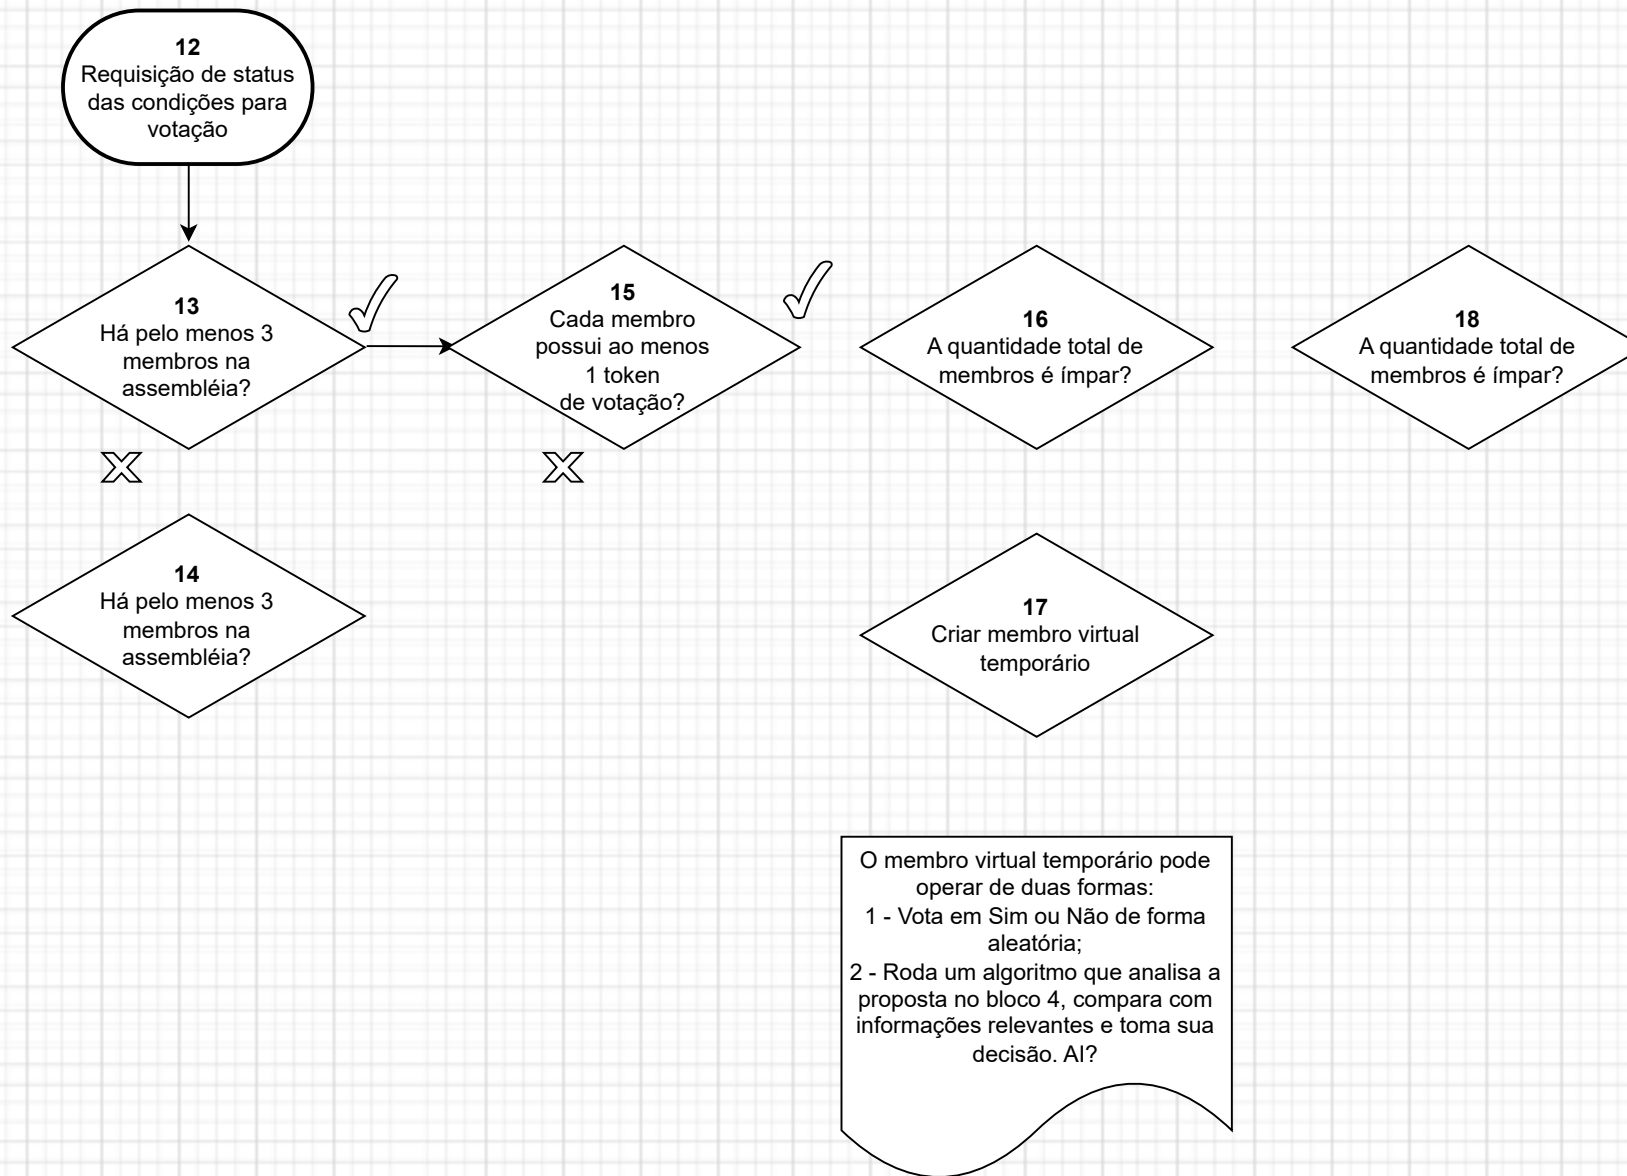 12
Requisição de status
das condições para
votação
13
Há pelo menos 3
membros na
assembléia?
15
Cada membro
possui ao menos
1 token
de votação?
16
A quantidade total de
membros é ímpar?
18
A quantidade total de
membros é ímpar?
14
Há pelo menos 3
membros na
assembléia?
17
Criar membro virtual
temporário
O membro virtual temporário pode
operar de duas formas:
1 - Vota em Sim ou Não de forma
aleatória;
2 - Roda um algoritmo que analisa a
proposta no bloco 4, compara com
informações relevantes e toma sua
decisão. AI?